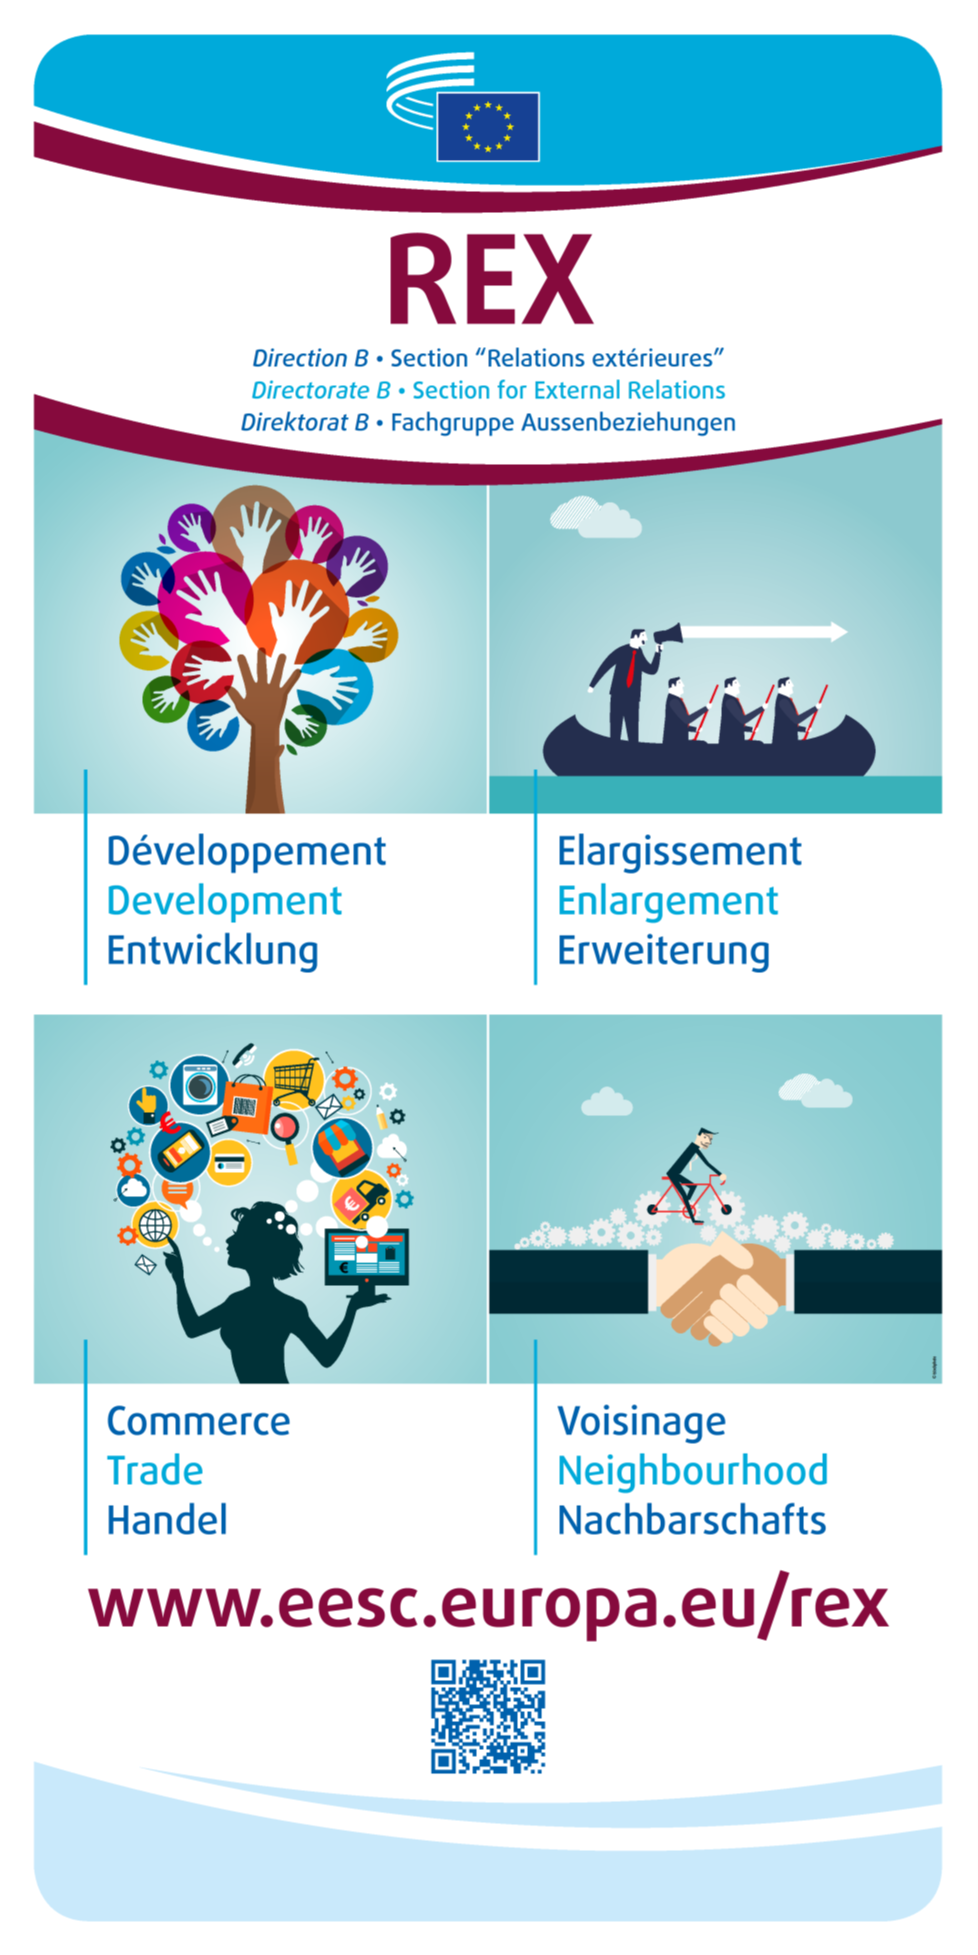 REX
Direction B • Section “Relations extérieures”
Directorate B • Section for External Relations
Direktorat B • Fachgruppe Aussenbeziehungen
Développement
Development
Entwicklung
Elargissement
Enlargement
Erweiterung
Commerce
Trade
Handel
Voisinage
Neighbourhood
Nachbarschafts
www.eesc.europa.eu/rex